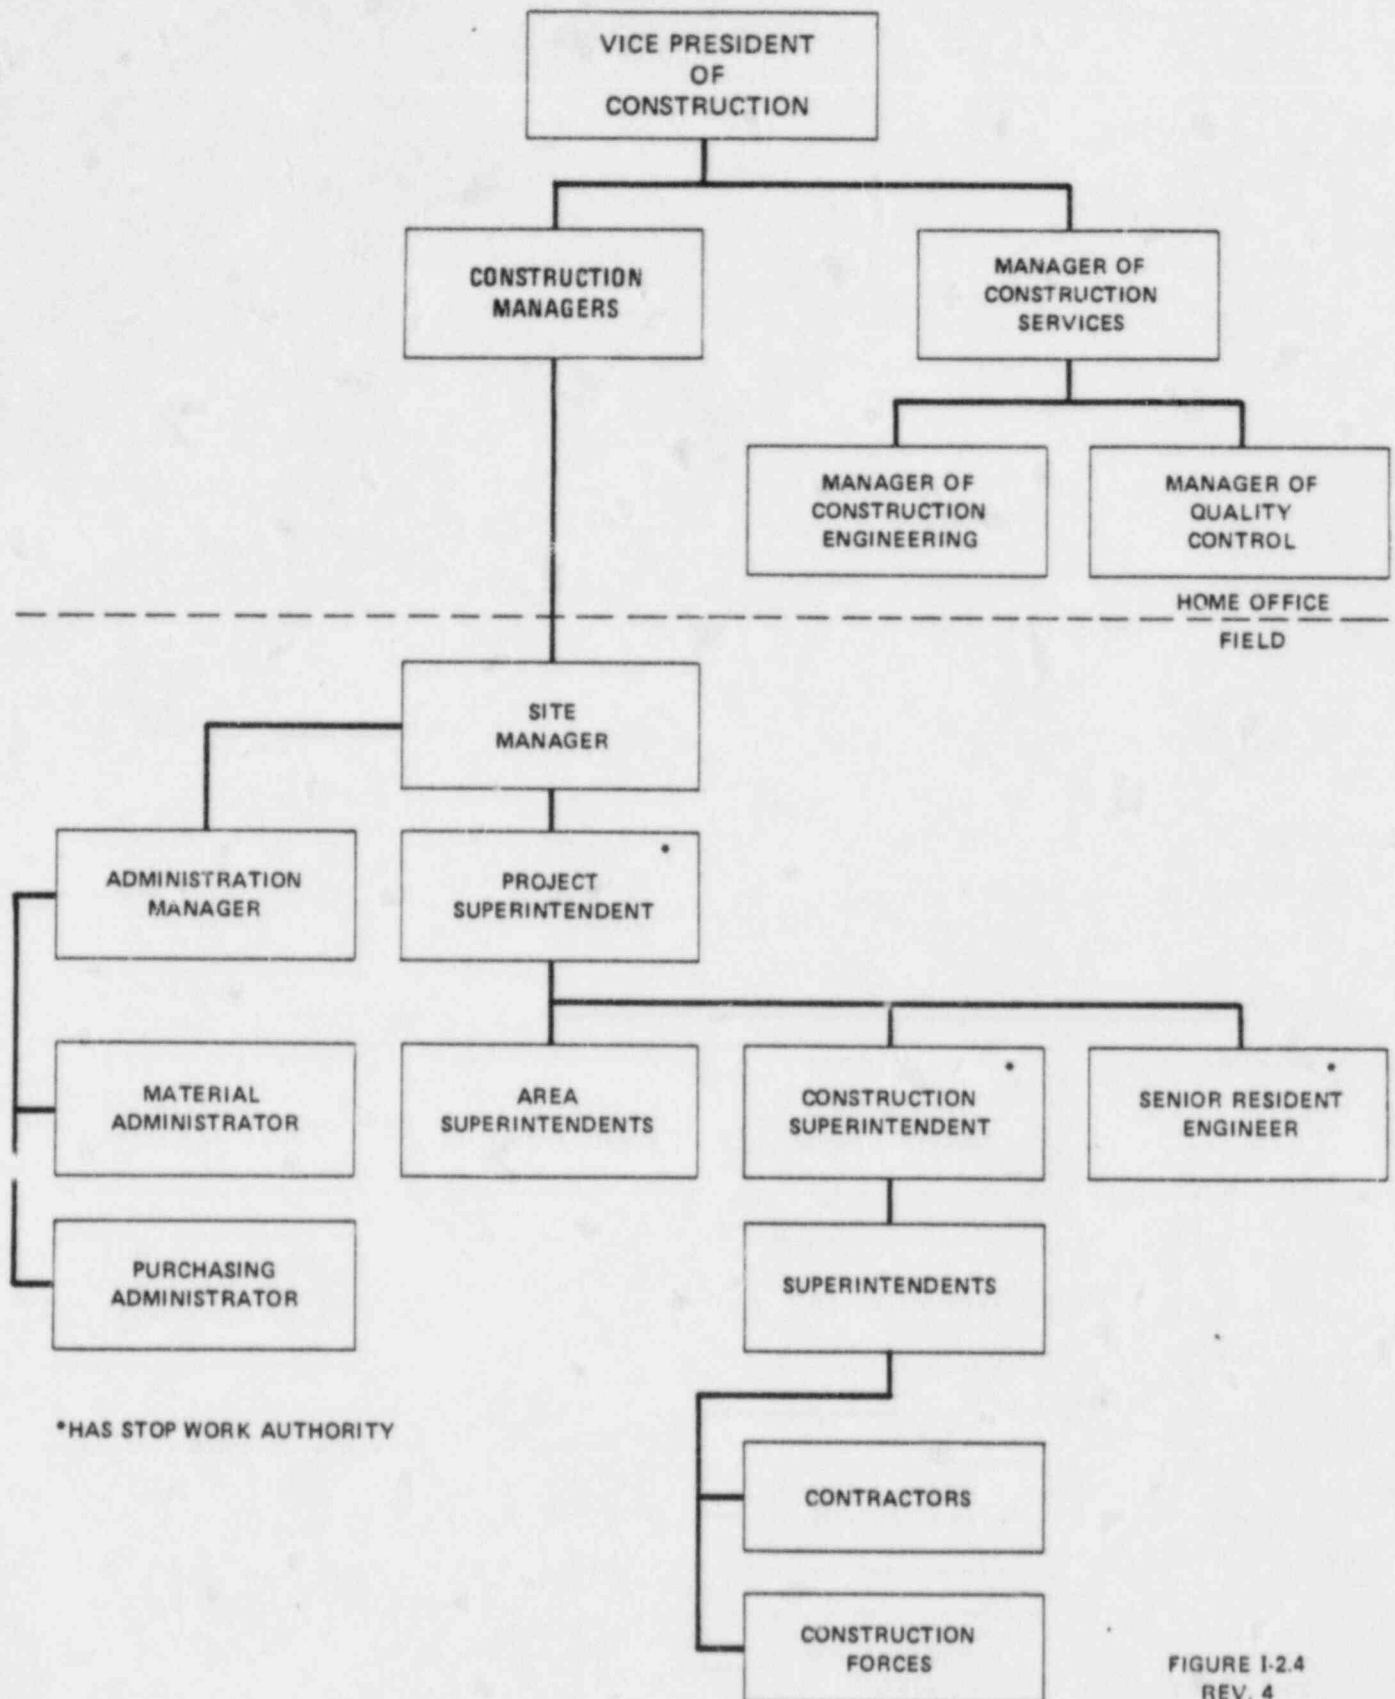 VICE PRESIDENT
OF
CONSTRUCTION
CONSTRUCTION
MANAGERS
MANAGER OF
CONSTRUCTION
SERVICES
MANAGER OF
CONSTRUCTION
ENGINEERING
MANAGER OF
QUALITY
CONTROL
HOME OFFICE
FIELD
SITE
MANAGER
ADMINISTRATION
MANAGER
PROJECT
SUPERINTENDENT
*
MATERIAL
ADMINISTRATOR
AREA
SUPERINTENDENTS
CONSTRUCTION
SUPERINTENDENT
*
SENIOR RESIDENT
ENGINEER
*
PURCHASING
ADMINISTRATOR
SUPERINTENDENTS
*HAS STOP WORK AUTHORITY
CONTRACTORS
CONSTRUCTION
FORCES
FIGURE I-2.4
REV. 4